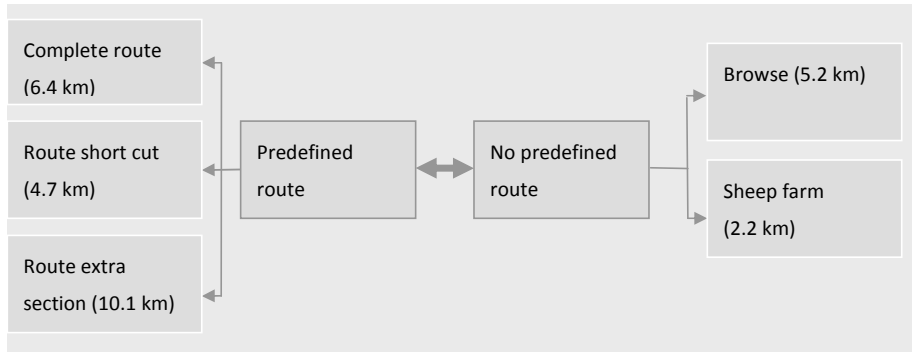 Complete route
(6.4 km)
Route short cut
(4.7 km)
Route extra
section (10.1 km)
Predefined
route
No predefined
route
Browse (5.2 km)
Sheep farm
(2.2 km)